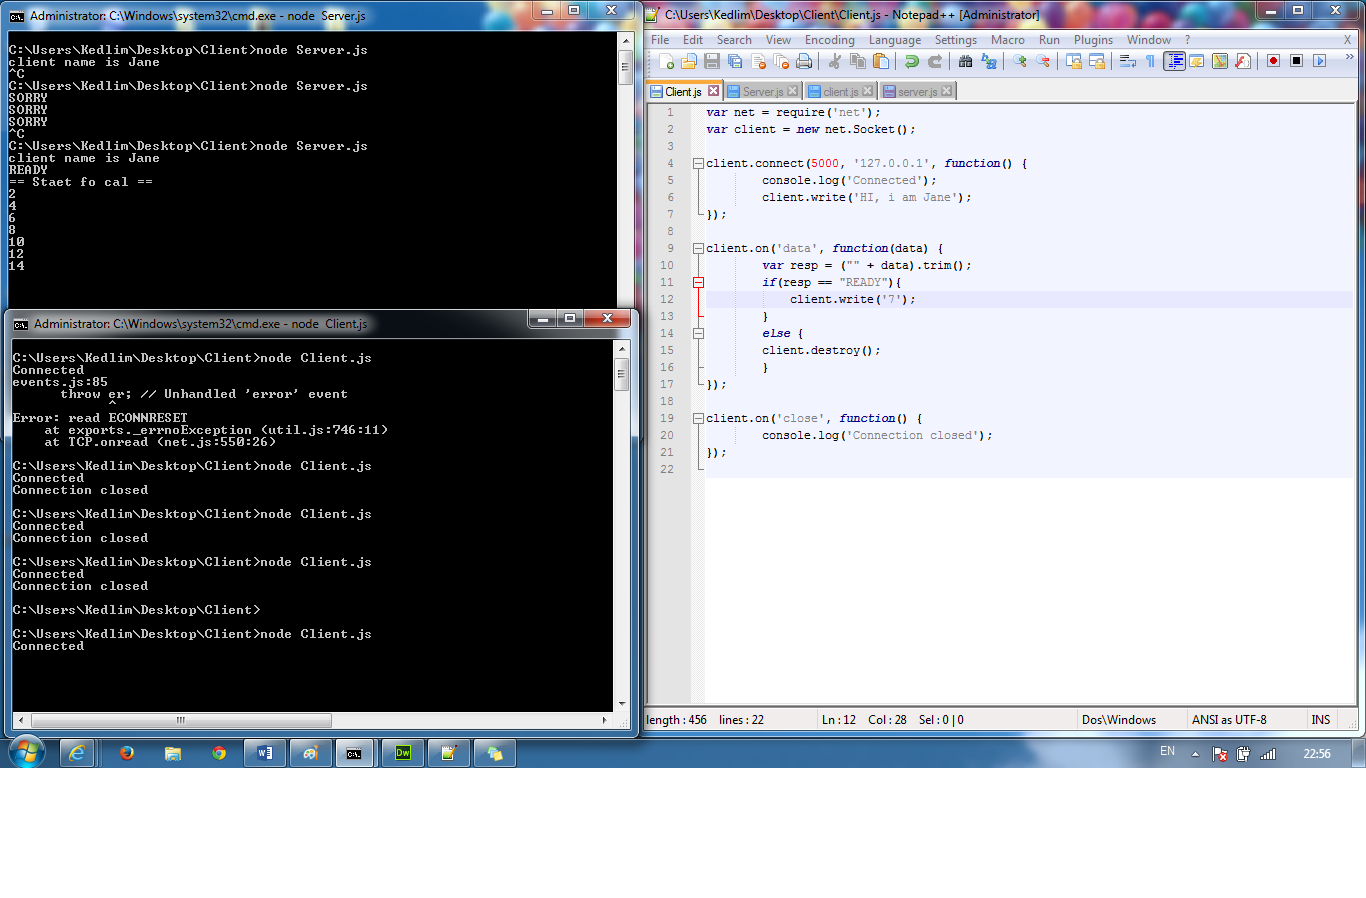 Administrator: C:\Windows\system32\cmd.exe - node Server.js
C:\Users\Kedlim\Desktop\Client>node Server.js
client name is Jane
^C
C:\Users\Kedlim\Desktop\Client>node Server.js
SORRY
SORRY
SORRY
^C
C:\Users\Kedlim\Desktop\Client>node Server.js
client name is Jane
READY
== Staet fo cal ==
2
4
6
8
10
12
14
Administrator: C:\Windows\system32\cmd.exe - node Client.js
C:\Users\Kedlim\Desktop\Client>node Client.js
Connected
events.js:85
throw er; // Unhandled 'error' event
^
Error: read ECONNRESET
at exports._errnoException (util.js:746:11)
at TCP.onread (net.js:550:26)
C:\Users\Kedlim\Desktop\Client>node Client.js
Connected
Connection closed
C:\Users\Kedlim\Desktop\Client>node Client.js
Connected
Connection closed
C:\Users\Kedlim\Desktop\Client>node Client.js
Connected
Connection closed
C:\Users\Kedlim\Desktop\Client>
C:\Users\Kedlim\Desktop\Client>node Client.js
Connected
C:\Users\Kedlim\Desktop\Client\Client.js - Notepad++ [Administrator]
File Edit Search View Encoding Language Settings Macro Run Plugins Window ? X
Client.js Server.js client.js server.js
1 var net = require('net');
2 var client = new net.Socket();
3
4 client.connect(5000, '127.0.0.1', function() {
5 console.log('Connected');
6 client.write('HI, i am Jane');
7 });
8
9 client.on('data', function(data) {
10 var resp = ("" + data).trim();
11 if(resp == "READY"){
12 client.write('7');
13 }
14 else {
15 client.destroy();
16 }
17 });
18
19 client.on('close', function() {
20 console.log('Connection closed');
21 });
22
length : 456 lines : 22 Ln : 12 Col : 28 Sel : 0 | 0 Dos\Windows ANSI as UTF-8 INS
Dw
EN 22:56